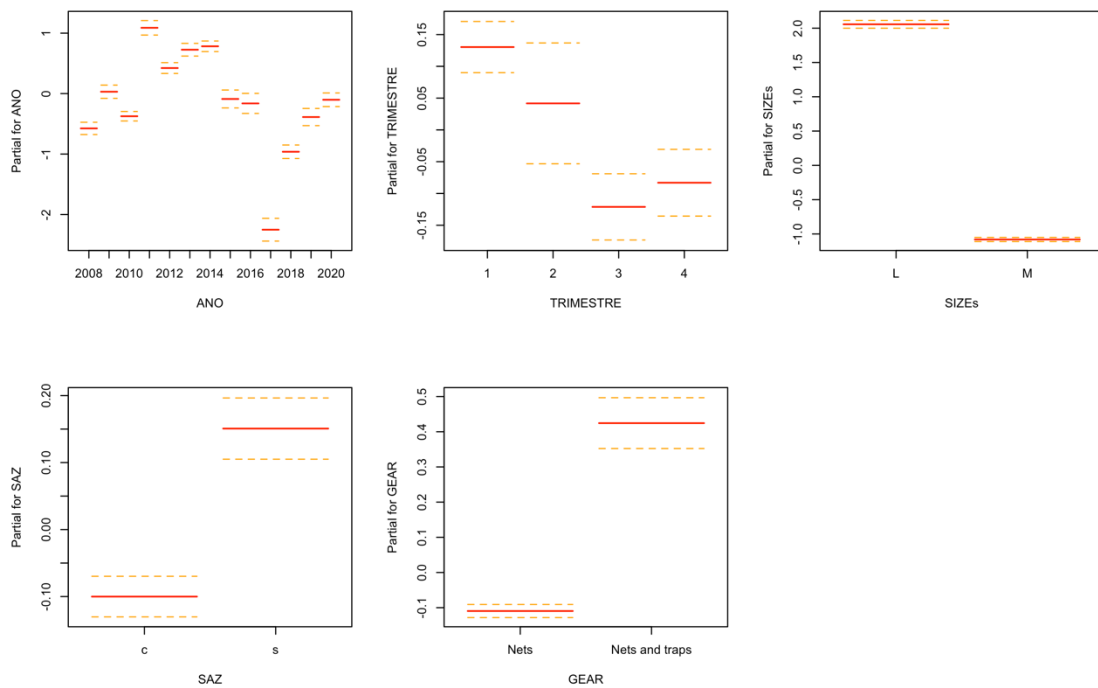 Partial for ANO
1
0
-1
-2
2008 2010 2012 2014 2016 2018 2020
ANO
Partial for TRIMESTRE
0.15
0.05
-0.05
-0.15
1 2 3 4
TRIMESTRE
Partial for SIZEs
2.0
1.5
1.0
0.5
0.0
-0.5
-1.0
L M
SIZEs
Partial for SAZ
0.20
0.10
0.00
-0.10
c s
SAZ
Partial for GEAR
0.5
0.4
0.3
0.2
0.1
0.0
-0.1
Nets Nets and traps
GEAR